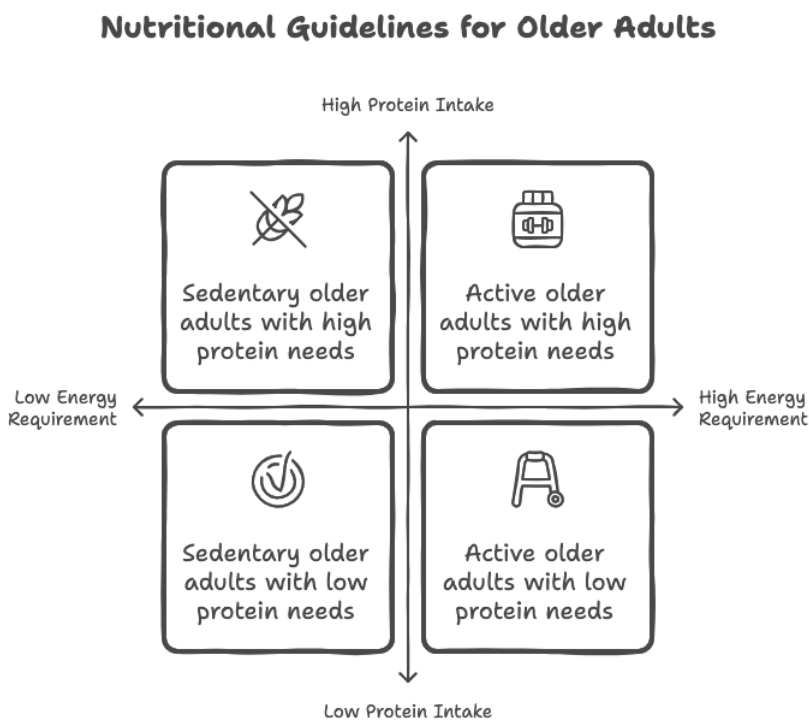 Nutritional Guidelines for Older Adults
High Protein Intake
Sedentary older
adults with high
protein needs
Active older
adults with high
protein needs
Low Energy
Requirement
High Energy
Requirement
Sedentary older
adults with low
protein needs
Active older
adults with low
protein needs
Low Protein Intake